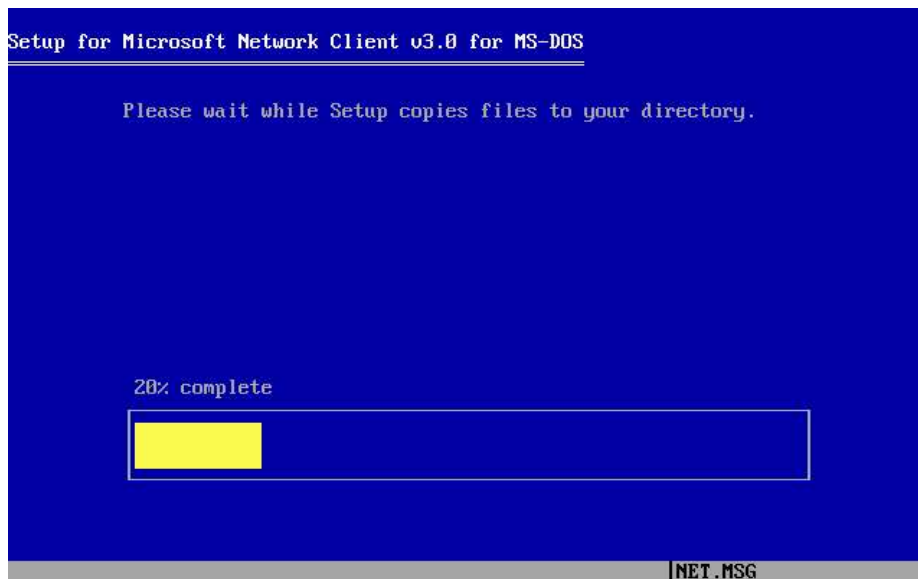 Setup for Microsoft Network Client v3.0 for MS-DOS
Please wait while Setup copies files to your directory.
20% complete
NET.MSG